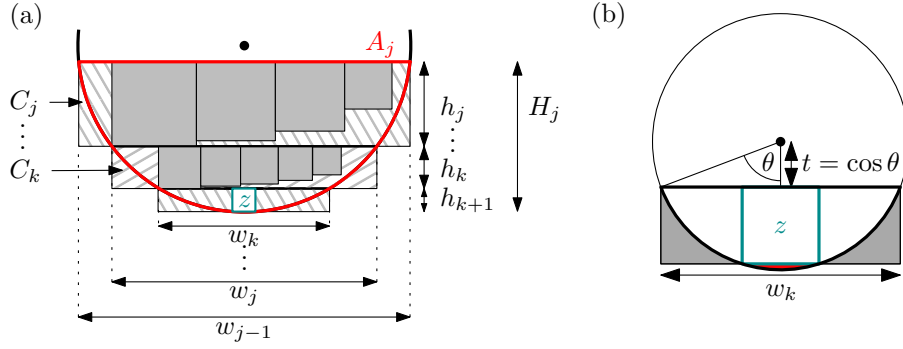 (a)
A_j
C_j
⋮
C_k
h_j
⋮
h_k
h_{k+1}
H_j
z
w_k
⋮
w_j
w_{j−1}
(b)
θ
t = cos θ
z
w_k